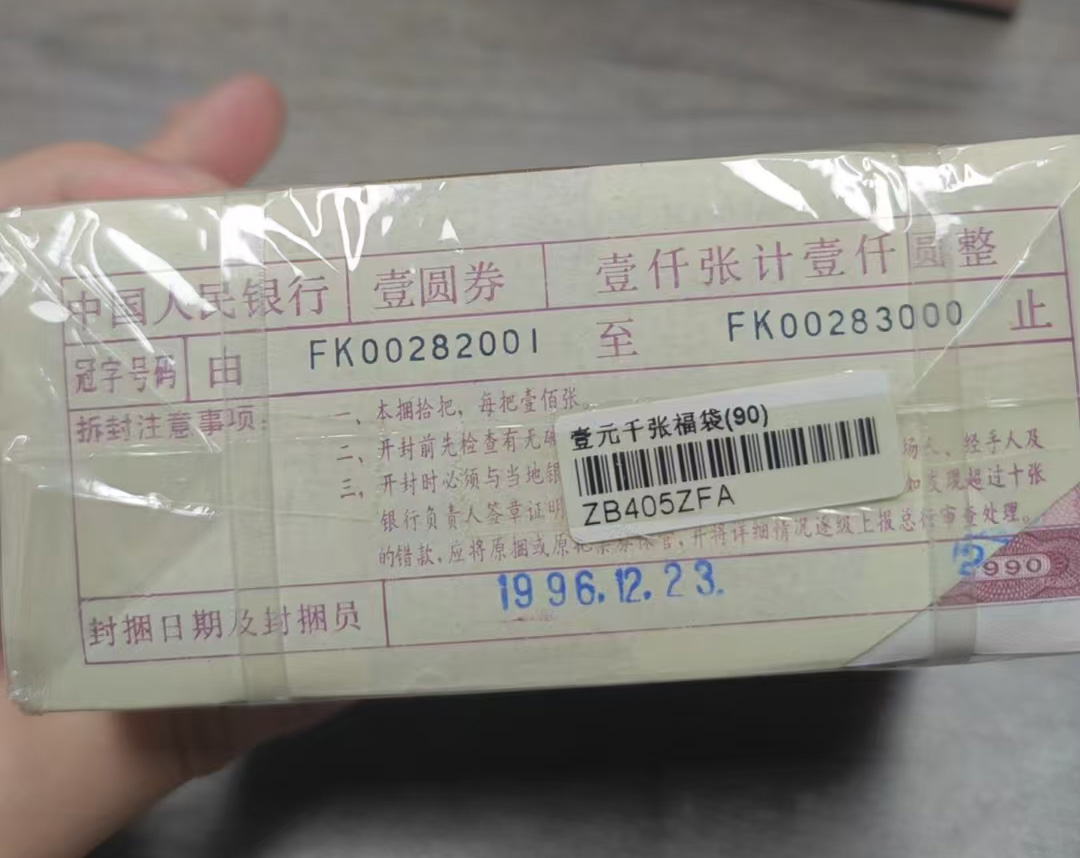 中国人民银行 壹圆券 壹仟张计壹仟圆整
冠字号码 由 FK00282001 至 FK00283000 止
拆封注意事项:
一、本捆拾把,每把壹佰张。
二、开封前先检查有无破
三、开封时必须与当地银 场人、经手人及
银行负责人签章证明 如发现超过十张
的错款,应将原捆或原把 并将详细情况逐级上报总行审查处理。
壹元千张福袋(90)
ZB405ZFA
封捆日期及封捆员 1996.12.23.
990